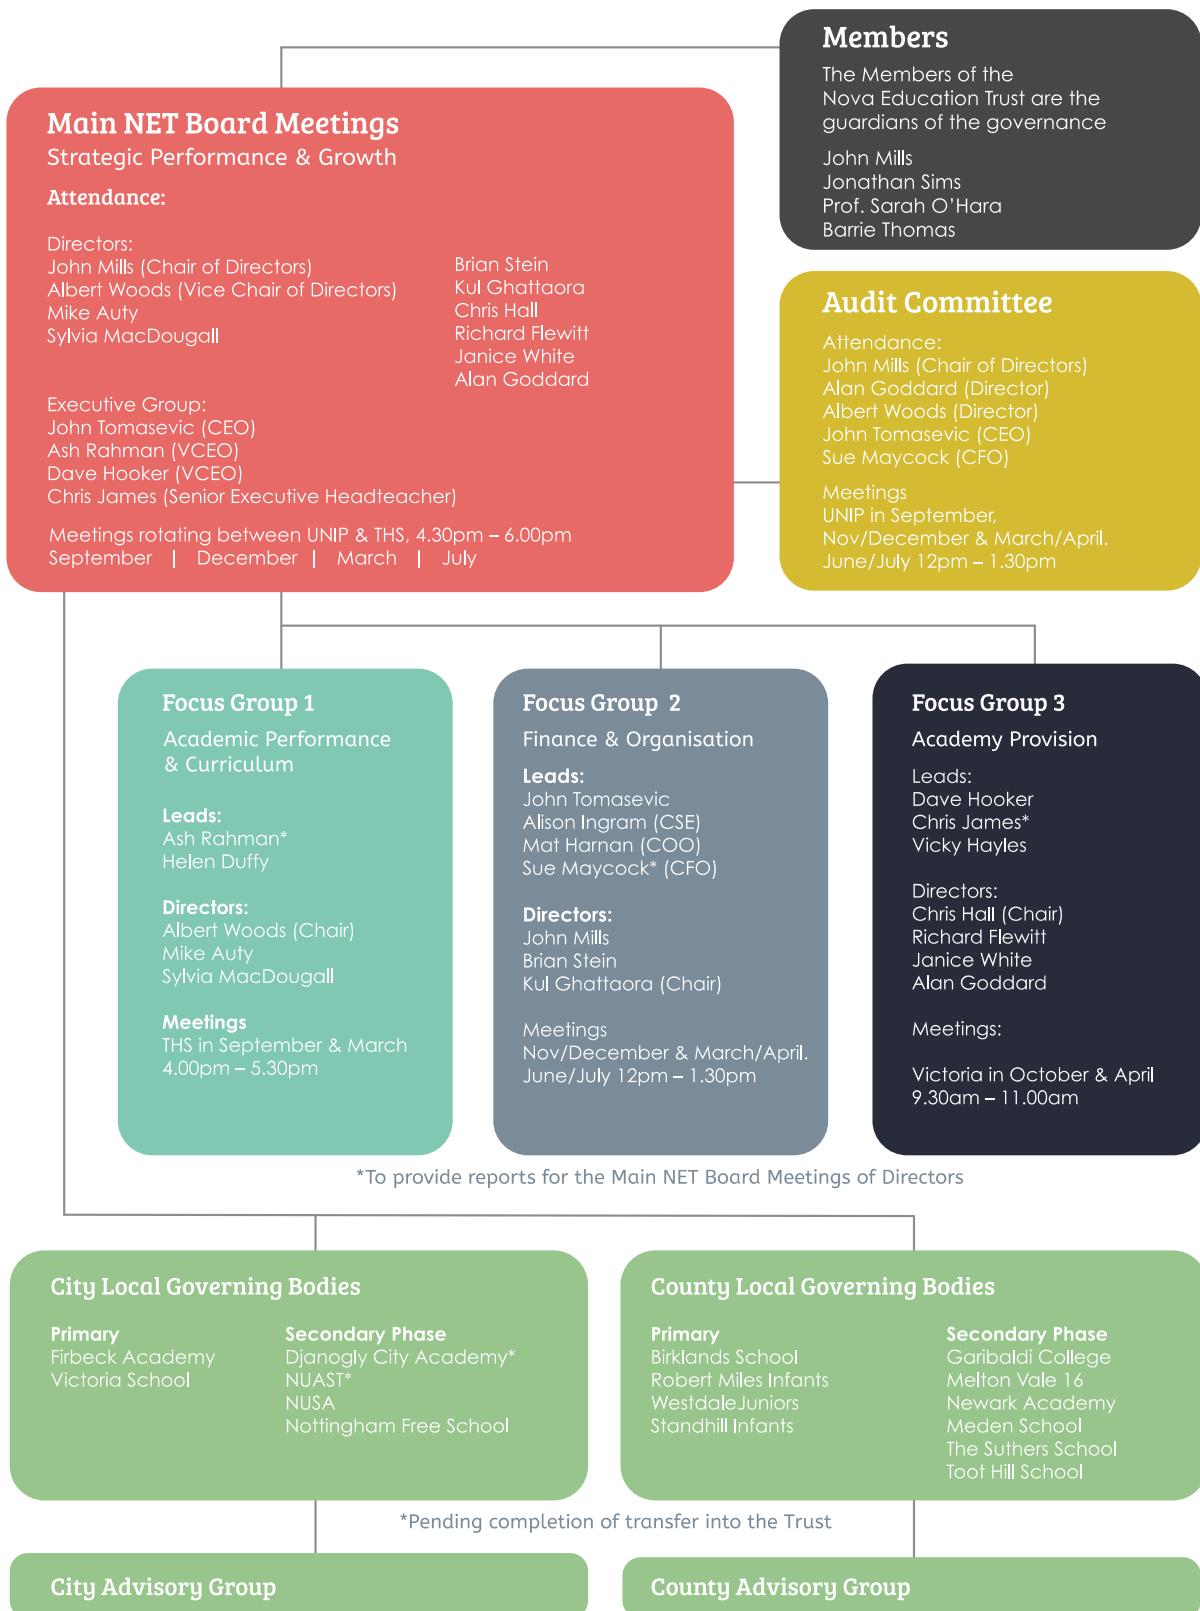 Members
The Members of the
Nova Education Trust are the
guardians of the governance
John Mills
Jonathan Sims
Prof. Sarah O'Hara
Barrie Thomas
Main NET Board Meetings
Strategic Performance & Growth
Attendance:
Directors:
John Mills (Chair of Directors)
Albert Woods (Vice Chair of Directors)
Mike Auty
Sylvia MacDougall
Brian Stein
Kul Ghattaora
Chris Hall
Richard Flewitt
Janice White
Alan Goddard
Executive Group:
John Tomasevic (CEO)
Ash Rahman (VCEO)
Dave Hooker (VCEO)
Chris James (Senior Executive Headteacher)
Meetings rotating between UNIP & THS, 4.30pm – 6.00pm
September | December | March | July
Audit Committee
Attendance:
John Mills (Chair of Directors)
Alan Goddard (Director)
Albert Woods (Director)
John Tomasevic (CEO)
Sue Maycock (CFO)
Meetings
UNIP in September,
Nov/December & March/April.
June/July 12pm – 1.30pm
Focus Group 1
Academic Performance
& Curriculum
Leads:
Ash Rahman*
Helen Duffy
Directors:
Albert Woods (Chair)
Mike Auty
Sylvia MacDougall
Meetings
THS in September & March
4.00pm – 5.30pm
Focus Group 2
Finance & Organisation
Leads:
John Tomasevic
Alison Ingram (CSE)
Mat Harnan (COO)
Sue Maycock* (CFO)
Directors:
John Mills
Brian Stein
Kul Ghattaora (Chair)
Meetings
Nov/December & March/April.
June/July 12pm – 1.30pm
Focus Group 3
Academy Provision
Leads:
Dave Hooker
Chris James*
Vicky Hayles
Directors:
Chris Hall (Chair)
Richard Flewitt
Janice White
Alan Goddard
Meetings:
Victoria in October & April
9.30am – 11.00am
*To provide reports for the Main NET Board Meetings of Directors
City Local Governing Bodies
Primary
Firbeck Academy
Victoria School
Secondary Phase
Djanogly City Academy*
NUAST*
NUSA
Nottingham Free School
County Local Governing Bodies
Primary
Birklands School
Robert Miles Infants
WestdaleJuniors
Standhill Infants
Secondary Phase
Garibaldi College
Melton Vale 16
Newark Academy
Meden School
The Suthers School
Toot Hill School
*Pending completion of transfer into the Trust
City Advisory Group
County Advisory Group